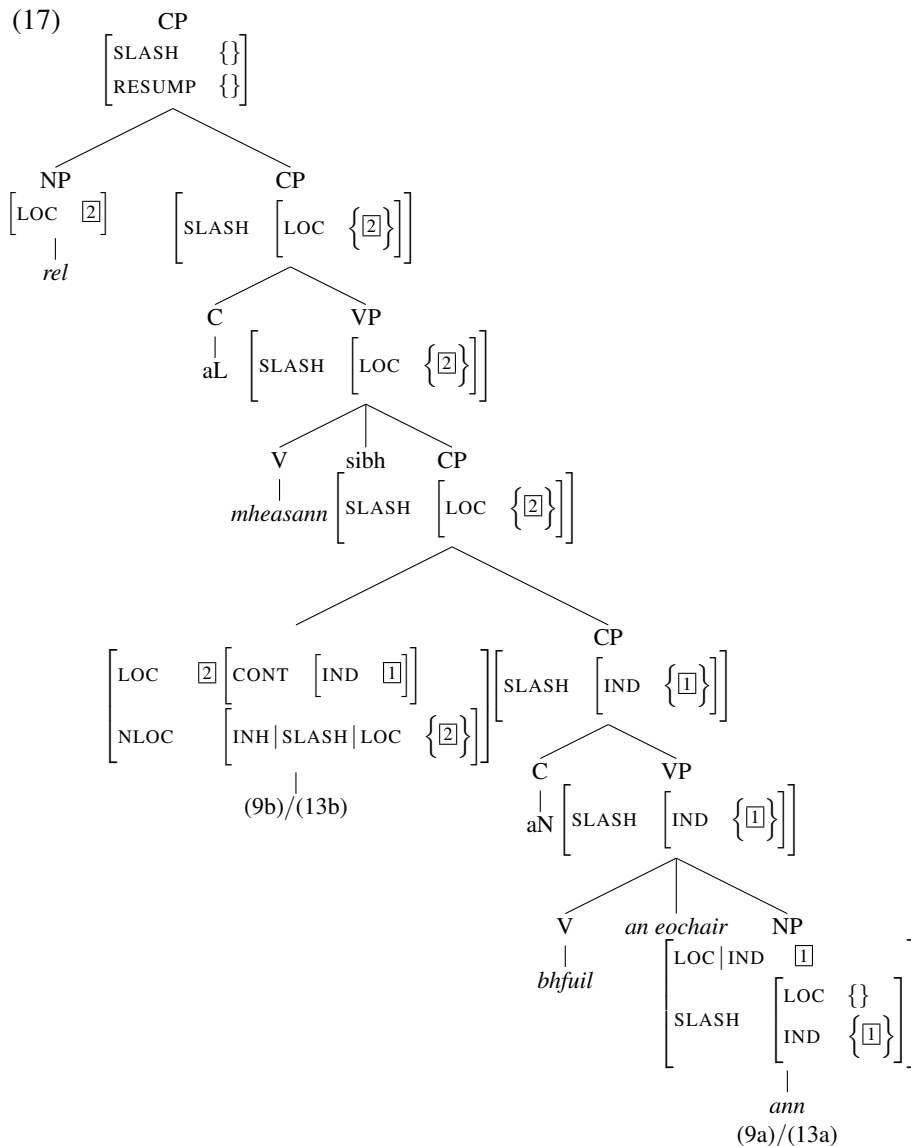 (17) CP
[SLASH {}]
[RESUMP {}]
NP CP
[LOC 2] [SLASH [LOC {2}]]
rel
C VP
aL [SLASH [LOC {2}]]
V sibh CP
mheasann [SLASH [LOC {2}]]
CP
[LOC 2 [CONT [IND 1]] [SLASH [IND {1}]]
NLOC [INH|SLASH|LOC {2}]]
C VP
(9b)/(13b)
aN [SLASH [IND {1}]]
V an eochair NP
[LOC|IND 1
bhfuil
SLASH [LOC {}
IND {1}]]
ann
(9a)/(13a)